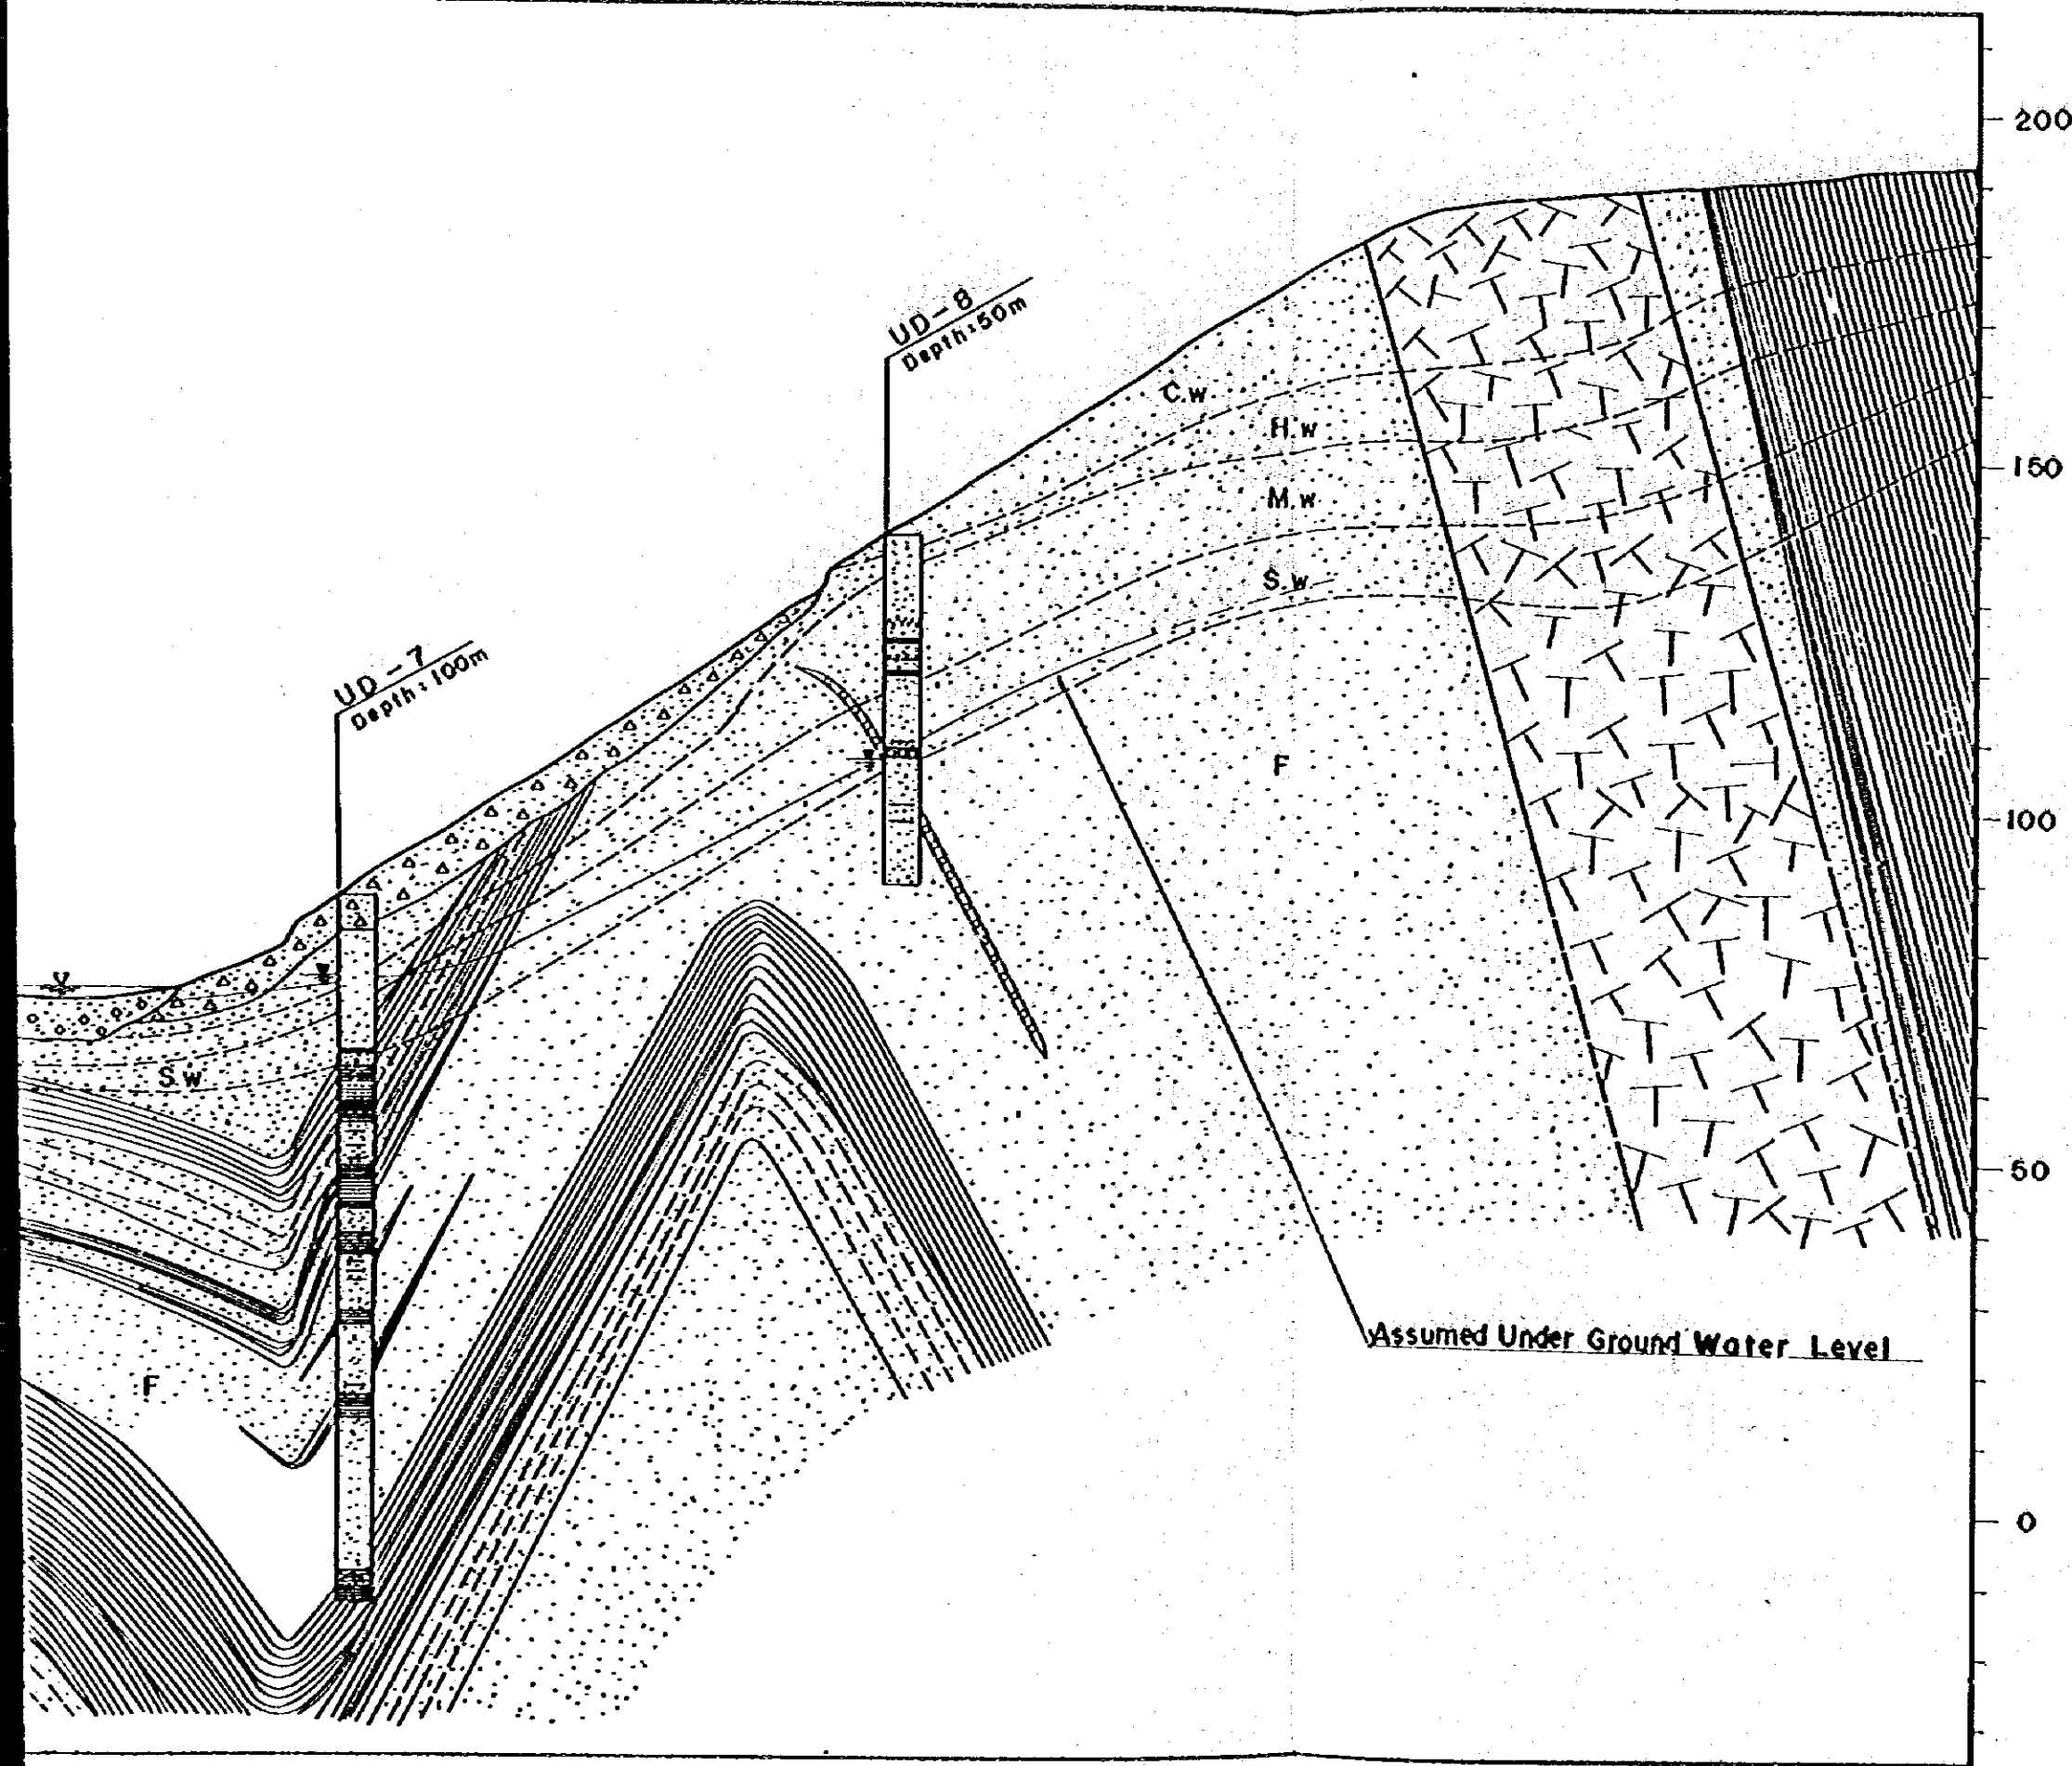 200
UD-8
Depth:50m
C.w
H.w
150
M.w
S.w
UD-7
Depth:100m
F
100
S w
50
Assumed Under Ground Water Level
F
0